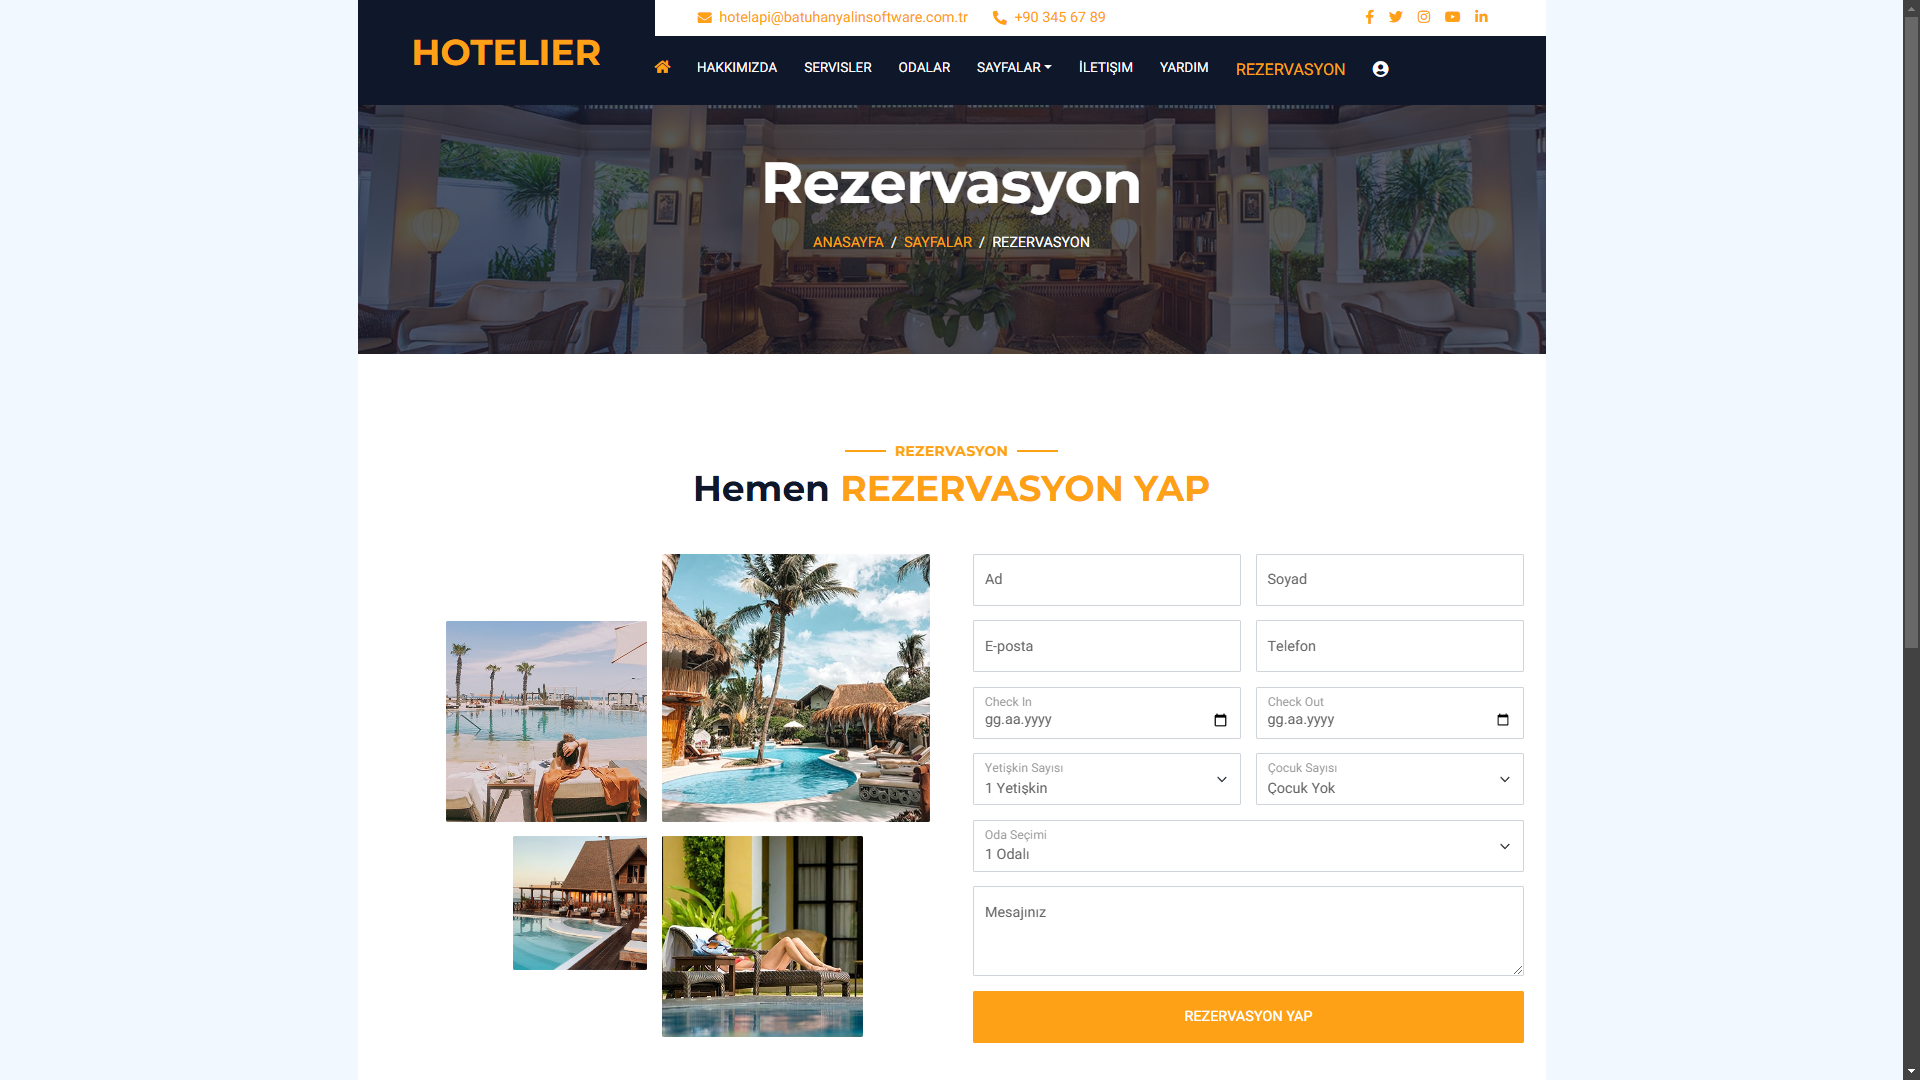 hotelapi@batuhanyalinsoftware.com.tr +90 345 67 89
HOTELIER
HAKKIMIZDA SERVISLER ODALAR SAYFALAR İLETIŞIM YARDIM REZERVASYON
Rezervasyon
ANASAYFA / SAYFALAR / REZERVASYON
REZERVASYON
Hemen REZERVASYON YAP
Ad Soyad
E-posta Telefon
Check In Check Out
gg.aa.yyyy gg.aa.yyyy
Yetişkin Sayısı Çocuk Sayısı
1 Yetişkin Çocuk Yok
Oda Seçimi
1 Odalı
Mesajınız
REZERVASYON YAP